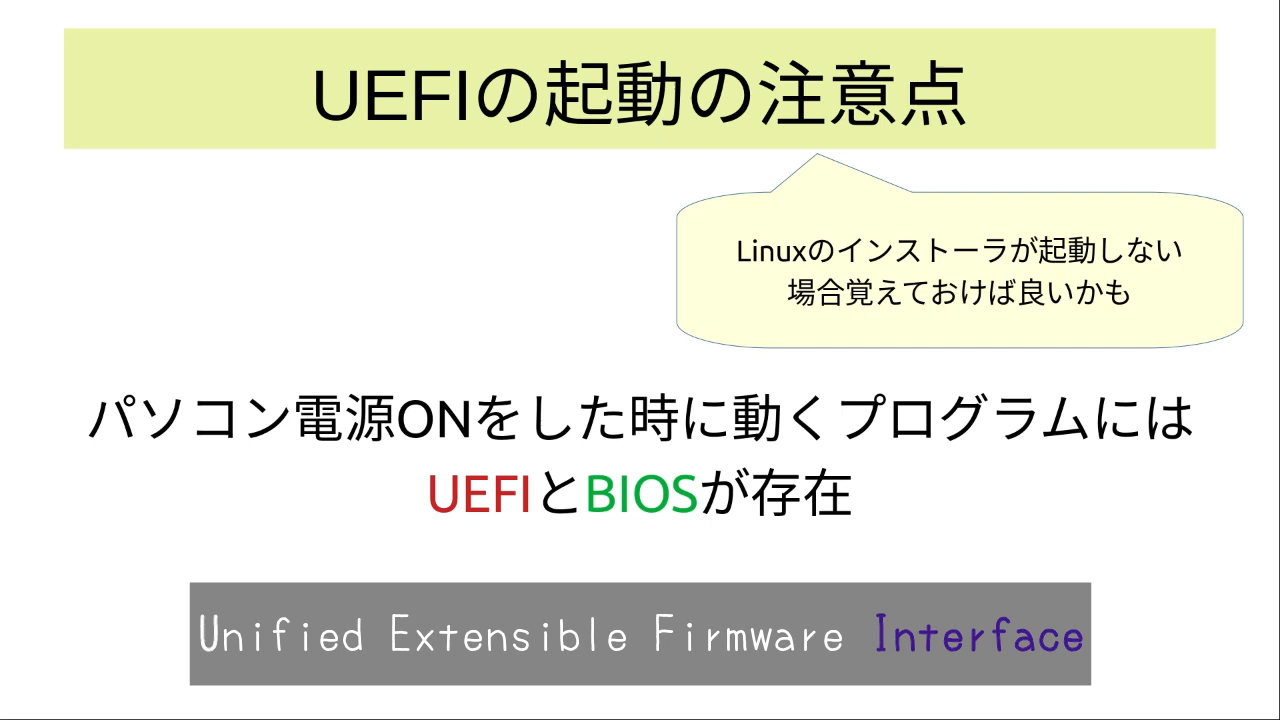 UEFIの起動の注意点
Linuxのインストーラが起動しない
場合覚えておけば良いかも
パソコン電源ONをした時に動くプログラムには
UEFIとBIOSが存在
Unified Extensible Firmware Interface